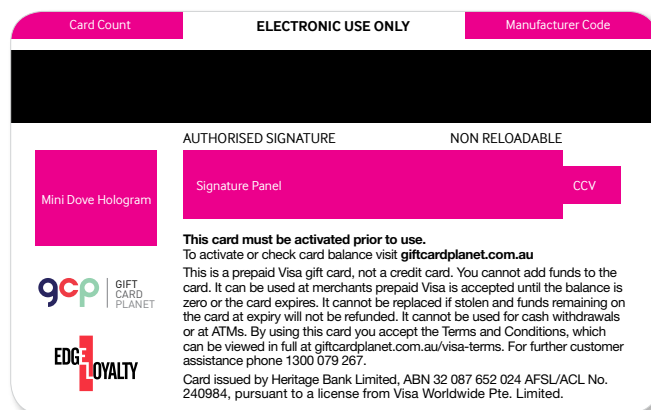 Card Count
ELECTRONIC USE ONLY
Manufacturer Code
AUTHORISED SIGNATURE
NON RELOADABLE
Mini Dove Hologram
Signature Panel
CCV
This card must be activated prior to use.
To activate or check card balance visit giftcardplanet.com.au
This is a prepaid Visa gift card, not a credit card. You cannot add funds to the
card. It can be used at merchants prepaid Visa is accepted until the balance is
zero or the card expires. It cannot be replaced if stolen and funds remaining on
the card at expiry will not be refunded. It cannot be used for cash withdrawals
or at ATMs. By using this card you accept the Terms and Conditions, which
can be viewed in full at giftcardplanet.com.au/visa-terms. For further customer
assistance phone 1300 079 267.
Card issued by Heritage Bank Limited, ABN 32 087 652 024 AFSL/ACL No.
240984, pursuant to a license from Visa Worldwide Pte. Limited.
gcp
GIFT
CARD
PLANET
EDGE
LOYALTY